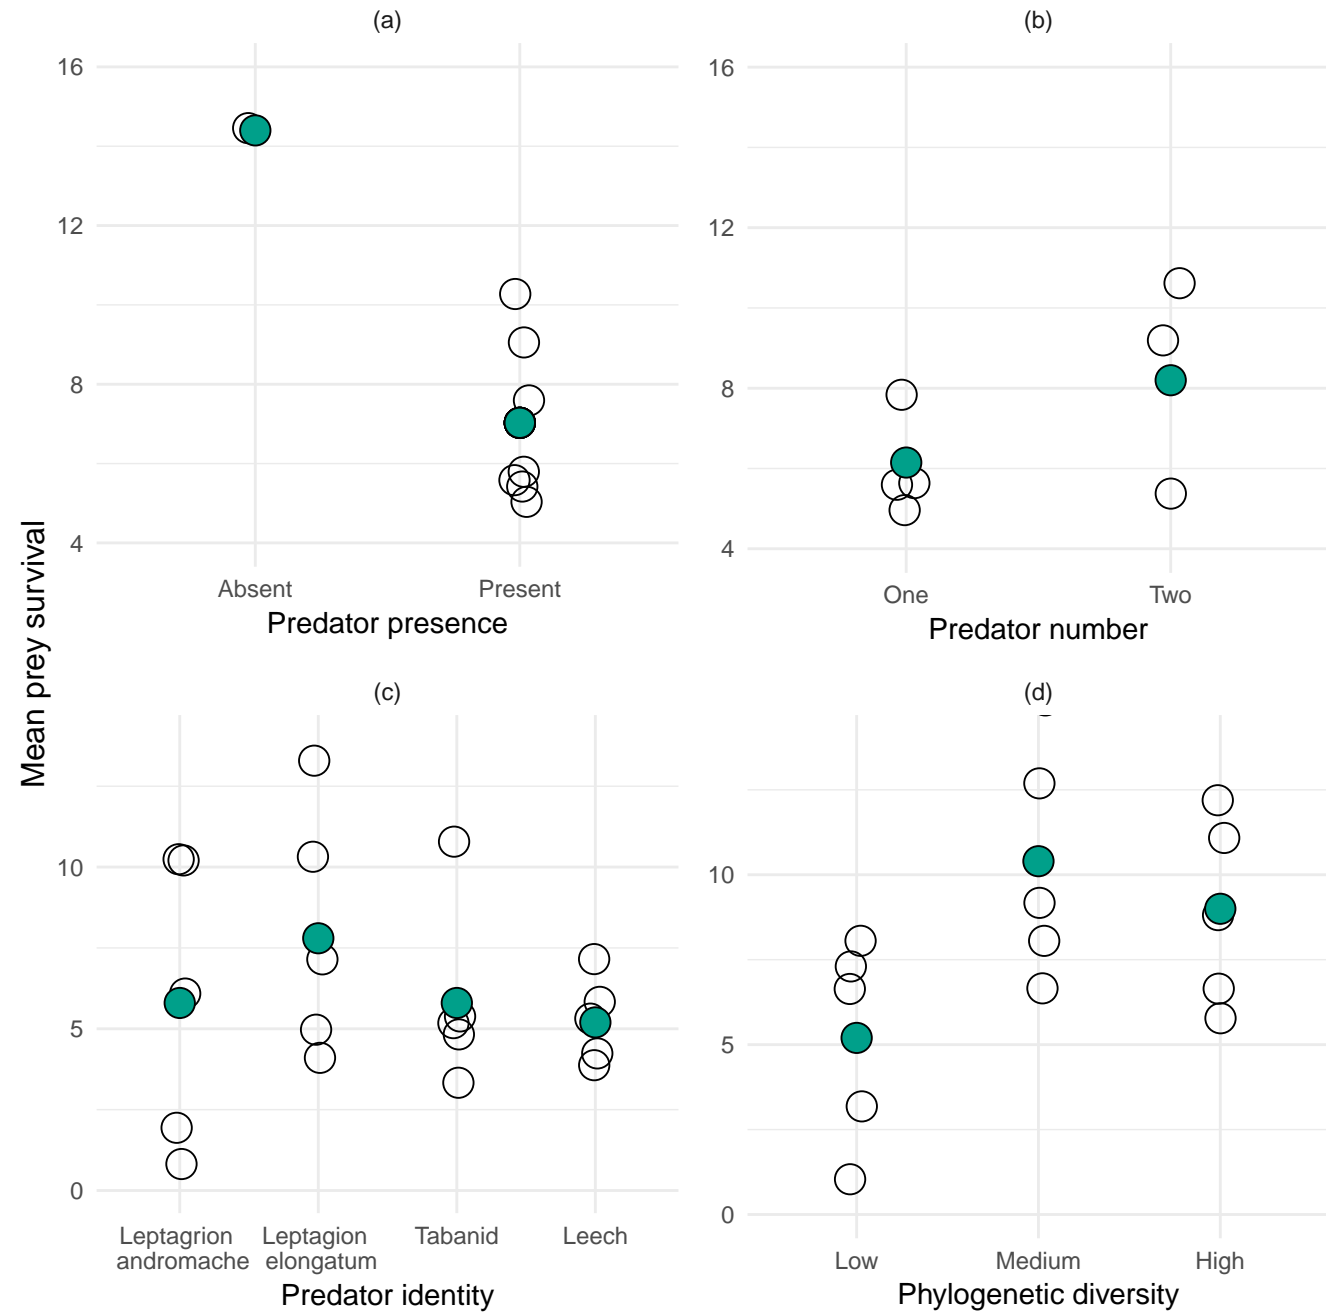 (a)
16
12
8
4
Absent Present
Predator presence
(b)
16
12
8
4
One Two
Predator number
Mean prey survival
(c)
10
5
0
Leptagrion Leptagion Tabanid Leech
andromache elongatum
Predator identity
(d)
10
5
0
Low Medium High
Phylogenetic diversity